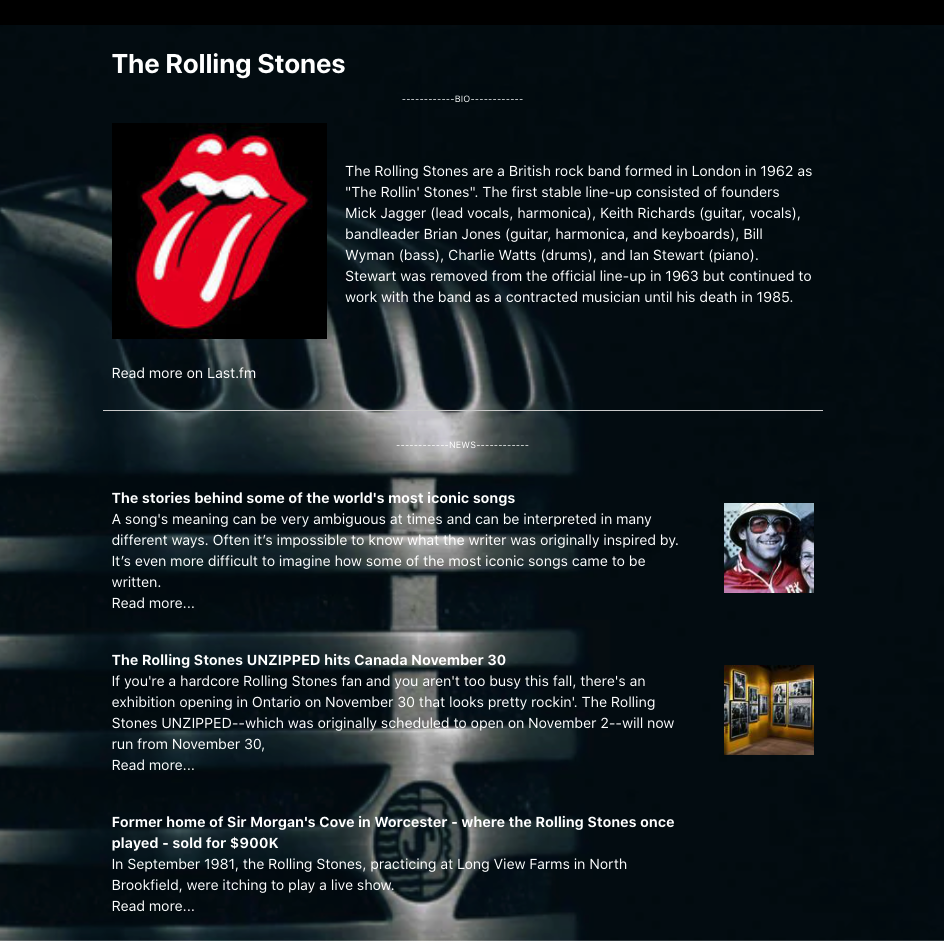 The Rolling Stones
------------BIO------------
The Rolling Stones are a British rock band formed in London in 1962 as
"The Rollin' Stones". The first stable line-up consisted of founders
Mick Jagger (lead vocals, harmonica), Keith Richards (guitar, vocals),
bandleader Brian Jones (guitar, harmonica, and keyboards), Bill
Wyman (bass), Charlie Watts (drums), and Ian Stewart (piano).
Stewart was removed from the official line-up in 1963 but continued to
work with the band as a contracted musician until his death in 1985.
Read more on Last.fm
------------NEWS------------
The stories behind some of the world's most iconic songs
A song's meaning can be very ambiguous at times and can be interpreted in many
different ways. Often it’s impossible to know what the writer was originally inspired by.
It’s even more difficult to imagine how some of the most iconic songs came to be
written.
Read more...
The Rolling Stones UNZIPPED hits Canada November 30
If you're a hardcore Rolling Stones fan and you aren't too busy this fall, there's an
exhibition opening in Ontario on November 30 that looks pretty rockin'. The Rolling
Stones UNZIPPED--which was originally scheduled to open on November 2--will now
run from November 30,
Read more...
Former home of Sir Morgan's Cove in Worcester - where the Rolling Stones once
played - sold for $900K
In September 1981, the Rolling Stones, practicing at Long View Farms in North
Brookfield, were itching to play a live show.
Read more...